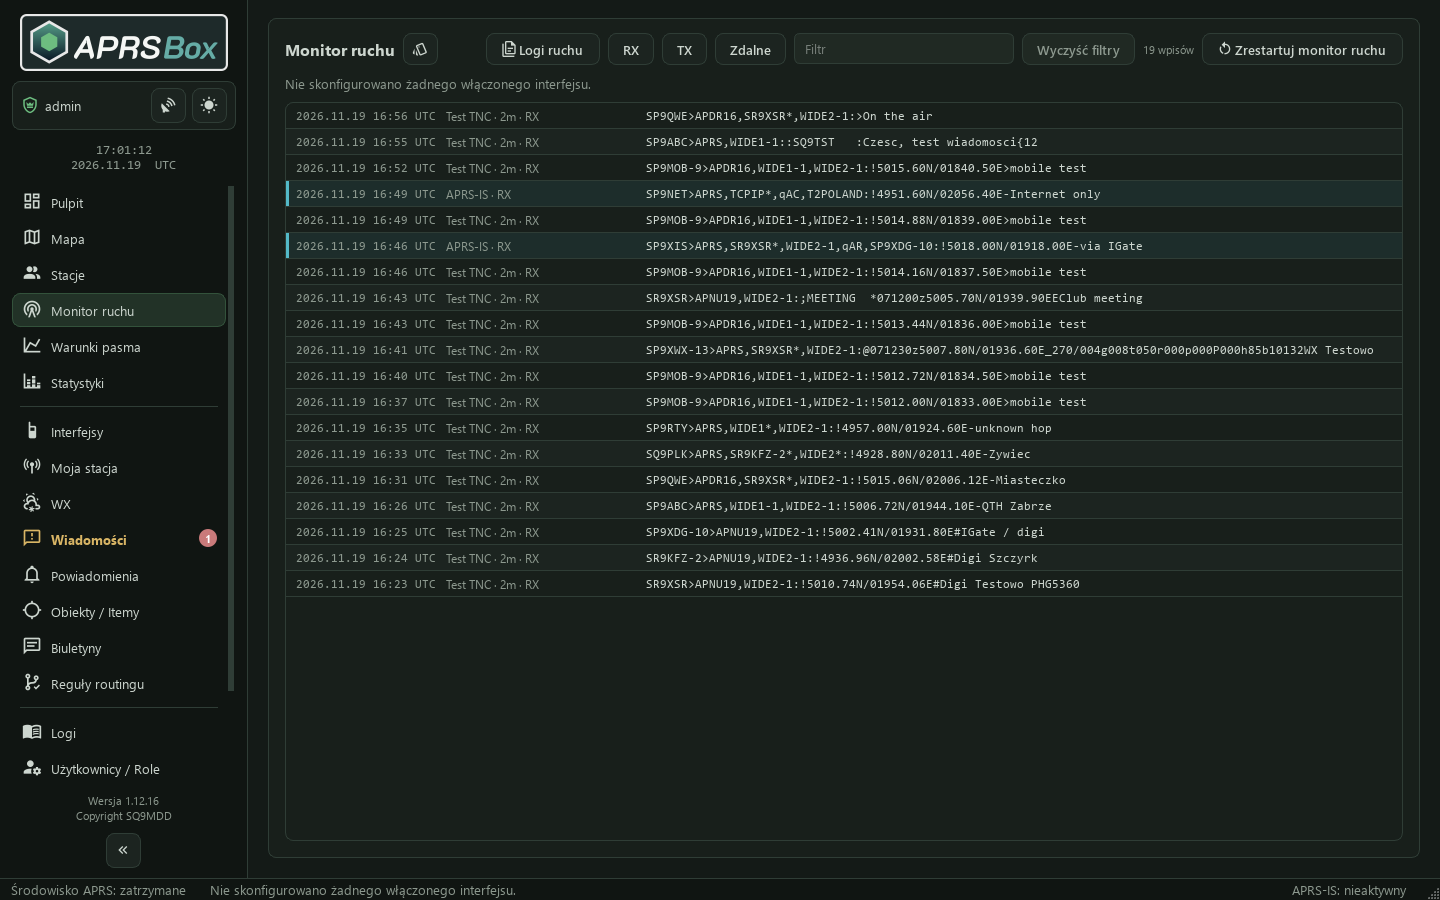 APRSBox
admin
17:01:12
2026.11.19 UTC
Pulpit
Mapa
Stacje
Monitor ruchu
Warunki pasma
Statystyki
Interfejsy
Moja stacja
WX
Wiadomości 1
Powiadomienia
Obiekty / Itemy
Biuletyny
Reguły routingu
Logi
Użytkownicy / Role
Wersja 1.12.16
Copyright SQ9MDD
«
Monitor ruchu Logi ruchu RX TX Zdalne Filtr Wyczyść filtry 19 wpisów Zrestartuj monitor ruchu
Nie skonfigurowano żadnego włączonego interfejsu.
2026.11.19 16:56 UTC Test TNC · 2m · RX SP9QWE>APDR16,SR9XSR*,WIDE2-1:>On the air
2026.11.19 16:55 UTC Test TNC · 2m · RX SP9ABC>APRS,WIDE1-1::SQ9TST   :Czesc, test wiadomosci{12
2026.11.19 16:52 UTC Test TNC · 2m · RX SP9MOB-9>APDR16,WIDE1-1,WIDE2-1:!5015.60N/01840.50E>mobile test
2026.11.19 16:49 UTC APRS-IS · RX SP9NET>APRS,TCPIP*,qAC,T2POLAND:!4951.60N/02056.40E-Internet only
2026.11.19 16:49 UTC Test TNC · 2m · RX SP9MOB-9>APDR16,WIDE1-1,WIDE2-1:!5014.88N/01839.00E>mobile test
2026.11.19 16:46 UTC APRS-IS · RX SP9XIS>APRS,SR9XSR*,WIDE2-1,qAR,SP9XDG-10:!5018.00N/01918.00E-via IGate
2026.11.19 16:46 UTC Test TNC · 2m · RX SP9MOB-9>APDR16,WIDE1-1,WIDE2-1:!5014.16N/01837.50E>mobile test
2026.11.19 16:43 UTC Test TNC · 2m · RX SR9XSR>APNU19,WIDE2-1:;MEETING  *071200z5005.70N/01939.90EEClub meeting
2026.11.19 16:43 UTC Test TNC · 2m · RX SP9MOB-9>APDR16,WIDE1-1,WIDE2-1:!5013.44N/01836.00E>mobile test
2026.11.19 16:41 UTC Test TNC · 2m · RX SP9XWX-13>APRS,SR9XSR*,WIDE2-1:@071230z5007.80N/01936.60E_270/004g008t050r000p000P000h85b10132WX Testowo
2026.11.19 16:40 UTC Test TNC · 2m · RX SP9MOB-9>APDR16,WIDE1-1,WIDE2-1:!5012.72N/01834.50E>mobile test
2026.11.19 16:37 UTC Test TNC · 2m · RX SP9MOB-9>APDR16,WIDE1-1,WIDE2-1:!5012.00N/01833.00E>mobile test
2026.11.19 16:35 UTC Test TNC · 2m · RX SP9RTY>APRS,WIDE1*,WIDE2-1:!4957.00N/01924.60E-unknown hop
2026.11.19 16:33 UTC Test TNC · 2m · RX SQ9PLK>APRS,SR9KFZ-2*,WIDE2*:!4928.80N/02011.40E-Zywiec
2026.11.19 16:31 UTC Test TNC · 2m · RX SP9QWE>APDR16,SR9XSR*,WIDE2-1:!5015.06N/02006.12E-Miasteczko
2026.11.19 16:26 UTC Test TNC · 2m · RX SP9ABC>APRS,WIDE1-1,WIDE2-1:!5006.72N/01944.10E-QTH Zabrze
2026.11.19 16:25 UTC Test TNC · 2m · RX SP9XDG-10>APNU19,WIDE2-1:!5002.41N/01931.80E#IGate / digi
2026.11.19 16:24 UTC Test TNC · 2m · RX SR9KFZ-2>APNU19,WIDE2-1:!4936.96N/02002.58E#Digi Szczyrk
2026.11.19 16:23 UTC Test TNC · 2m · RX SR9XSR>APNU19,WIDE2-1:!5010.74N/01954.06E#Digi Testowo PHG5360
Środowisko APRS: zatrzymane Nie skonfigurowano żadnego włączonego interfejsu. APRS-IS: nieaktywny